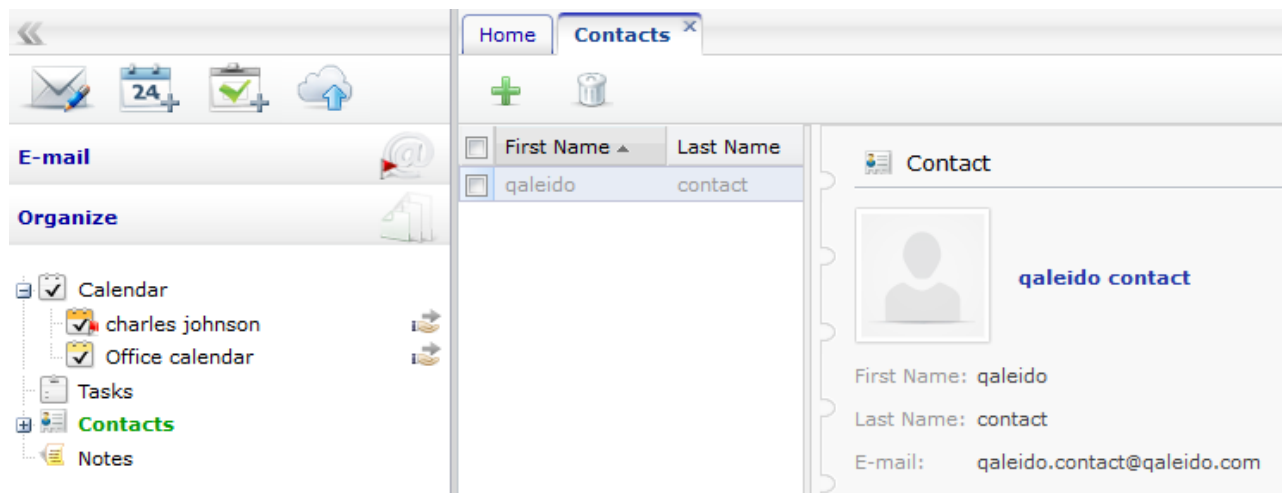 Home
Contacts
24
E-mail
Organize
Calendar
charles johnson
Office calendar
Tasks
Contacts
Notes
First Name
Last Name
qaleido
contact
Contact
qaleido contact
First Name: qaleido
Last Name: contact
E-mail: qaleido.contact@qaleido.com